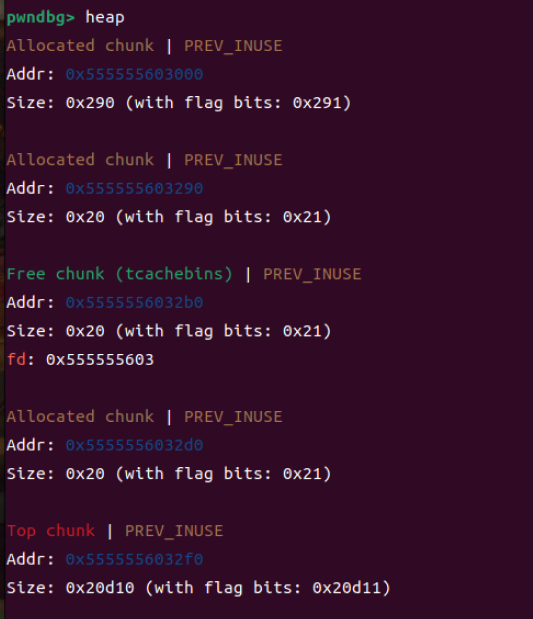 pwndbg> heap
Allocated chunk | PREV_INUSE
Addr: 0x555555603000
Size: 0x290 (with flag bits: 0x291)
Allocated chunk | PREV_INUSE
Addr: 0x555555603290
Size: 0x20 (with flag bits: 0x21)
Free chunk (tcachebins) | PREV_INUSE
Addr: 0x5555556032b0
Size: 0x20 (with flag bits: 0x21)
fd: 0x555555603
Allocated chunk | PREV_INUSE
Addr: 0x5555556032d0
Size: 0x20 (with flag bits: 0x21)
Top chunk | PREV_INUSE
Addr: 0x5555556032f0
Size: 0x20d10 (with flag bits: 0x20d11)